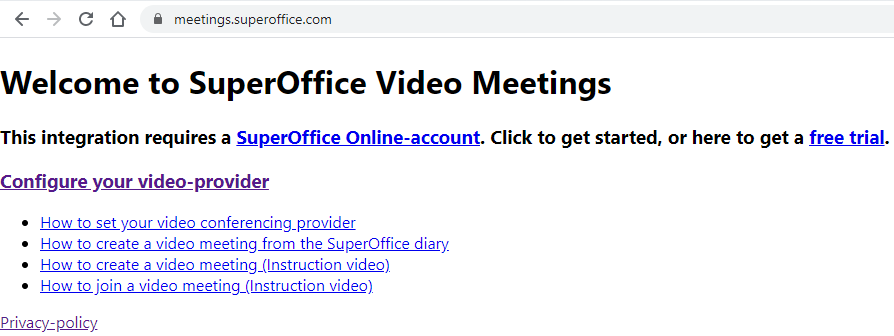 meetings.superoffice.com
Welcome to SuperOffice Video Meetings
This integration requires a SuperOffice Online-account. Click to get started, or here to get a free trial.
Configure your video-provider
How to set your video conferencing provider
How to create a video meeting from the SuperOffice diary
How to create a video meeting (Instruction video)
How to join a video meeting (Instruction video)
Privacy-policy